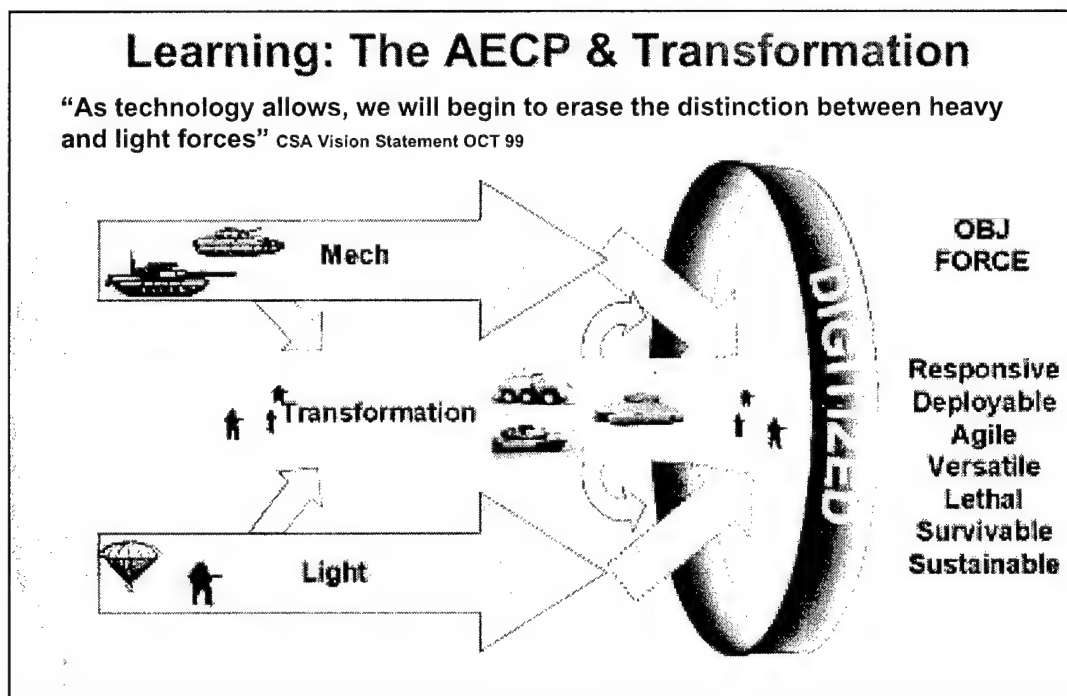 Learning: The AECP & Transformation
“As technology allows, we will begin to erase the distinction between heavy
and light forces” CSA Vision Statement OCT 99
Mech
OBJ
FORCE
DIGITIZED
Transformation
Responsive
Deployable
Agile
Versatile
Lethal
Survivable
Sustainable
Light